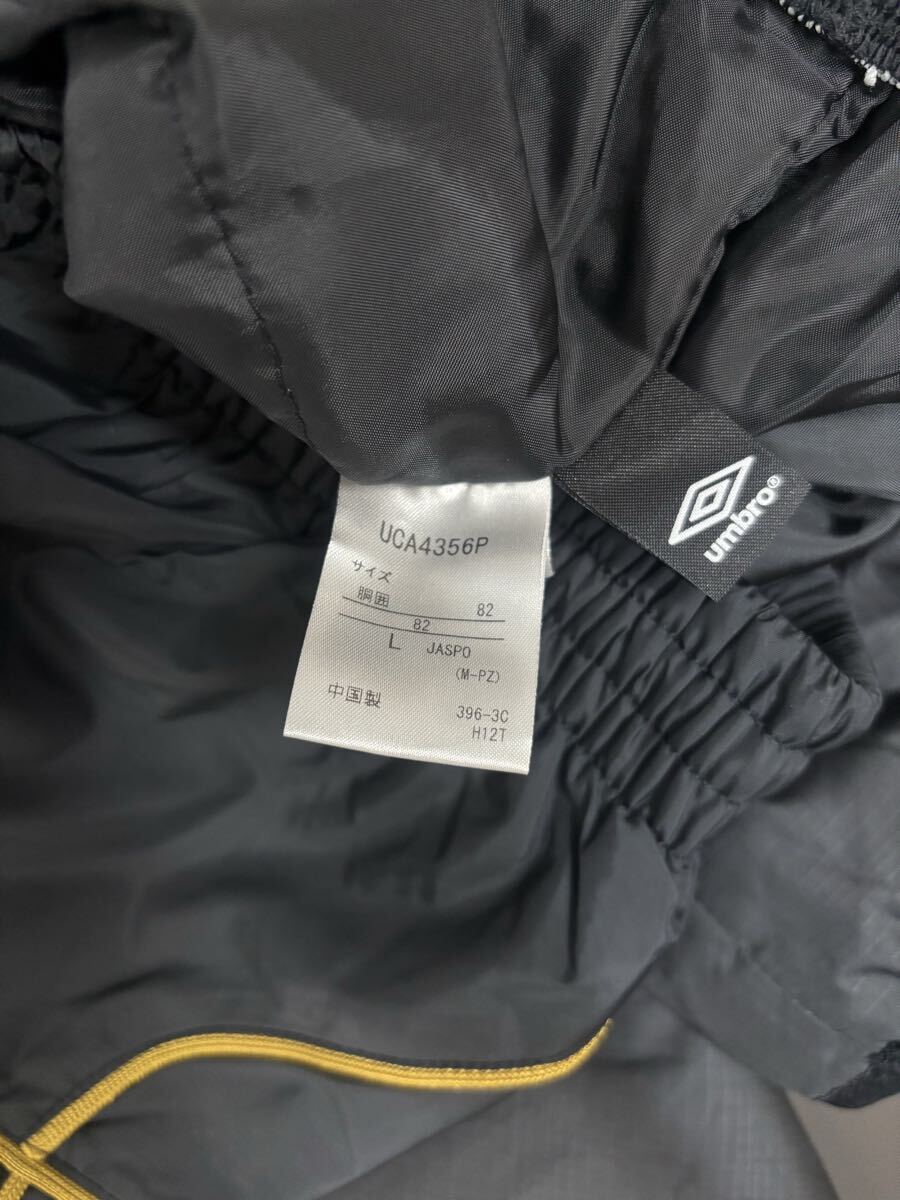 UCA4356P
サイズ
胴囲 82
82
L JASPO
(M-PZ)
中国製 396-3C
H12T
umbro®